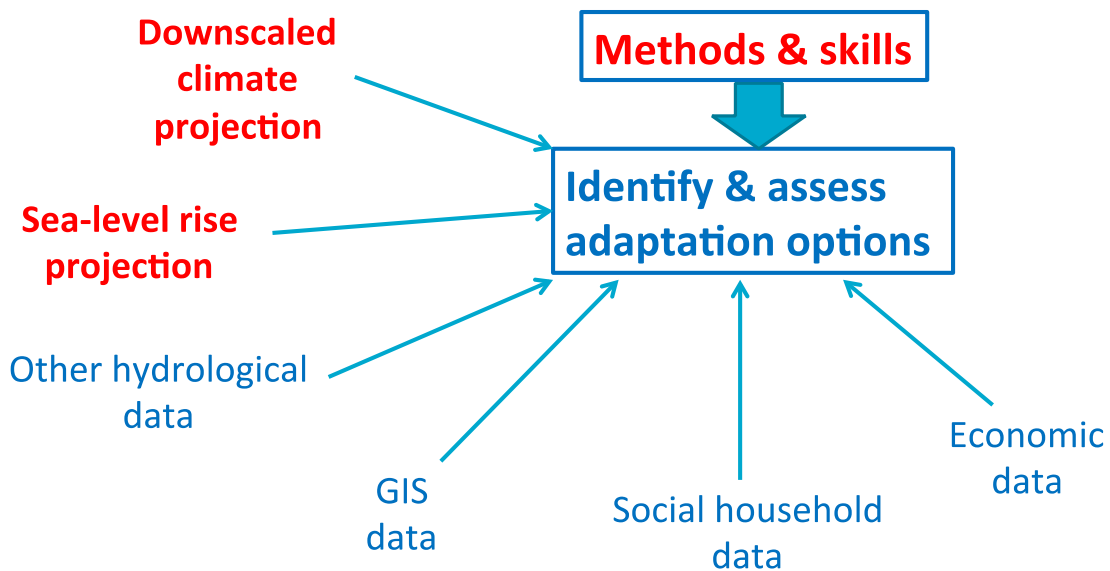 Downscaled
climate
projection
Methods & skills
Identify & assess
adaptation options
Sea-level rise
projection
Other hydrological
data
GIS
data
Social household
data
Economic
data